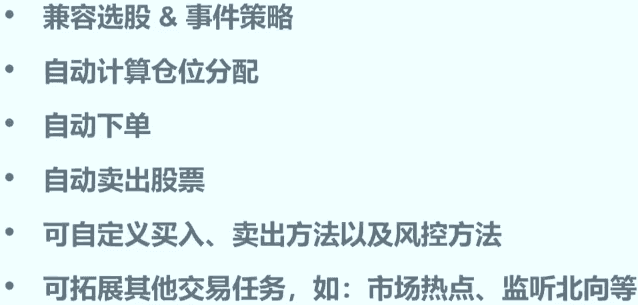 • 兼容选股 & 事件策略
• 自动计算仓位分配
• 自动下单
• 自动卖出股票
• 可自定义买入、卖出方法以及风控方法
• 可拓展其他交易任务，如：市场热点、监听北向等